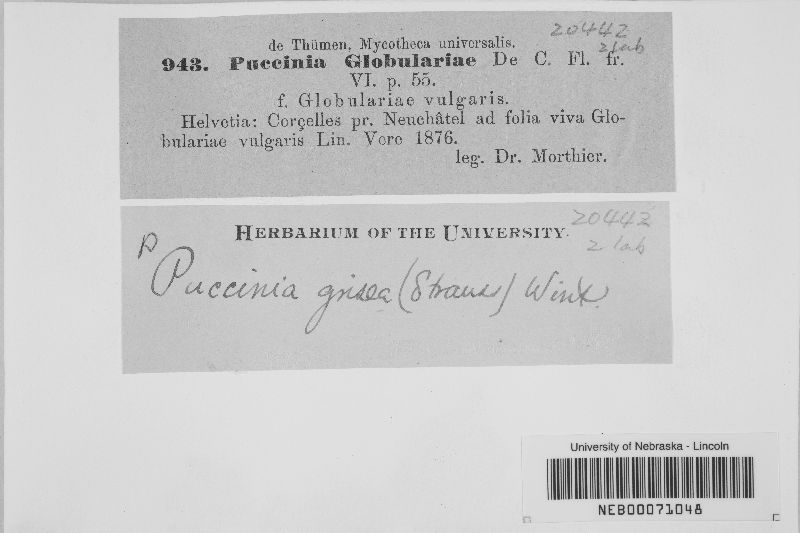 20442
2 lab
de Thümen, Mycotheca universalis.
943. Puccinia Globulariae De C. Fl. fr.
VI. p. 55.
f. Globulariae vulgaris.
Helvetia: Corçelles pr. Neuchâtel ad folia viva Glo-
bulariae vulgaris Lin. Vere 1876.
leg. Dr. Morthier.
20442
2 lab
HERBARIUM OF THE UNIVERSITY.
P
Puccinia grisea (Strauss) Wint.
University of Nebraska - Lincoln
NEB00071048